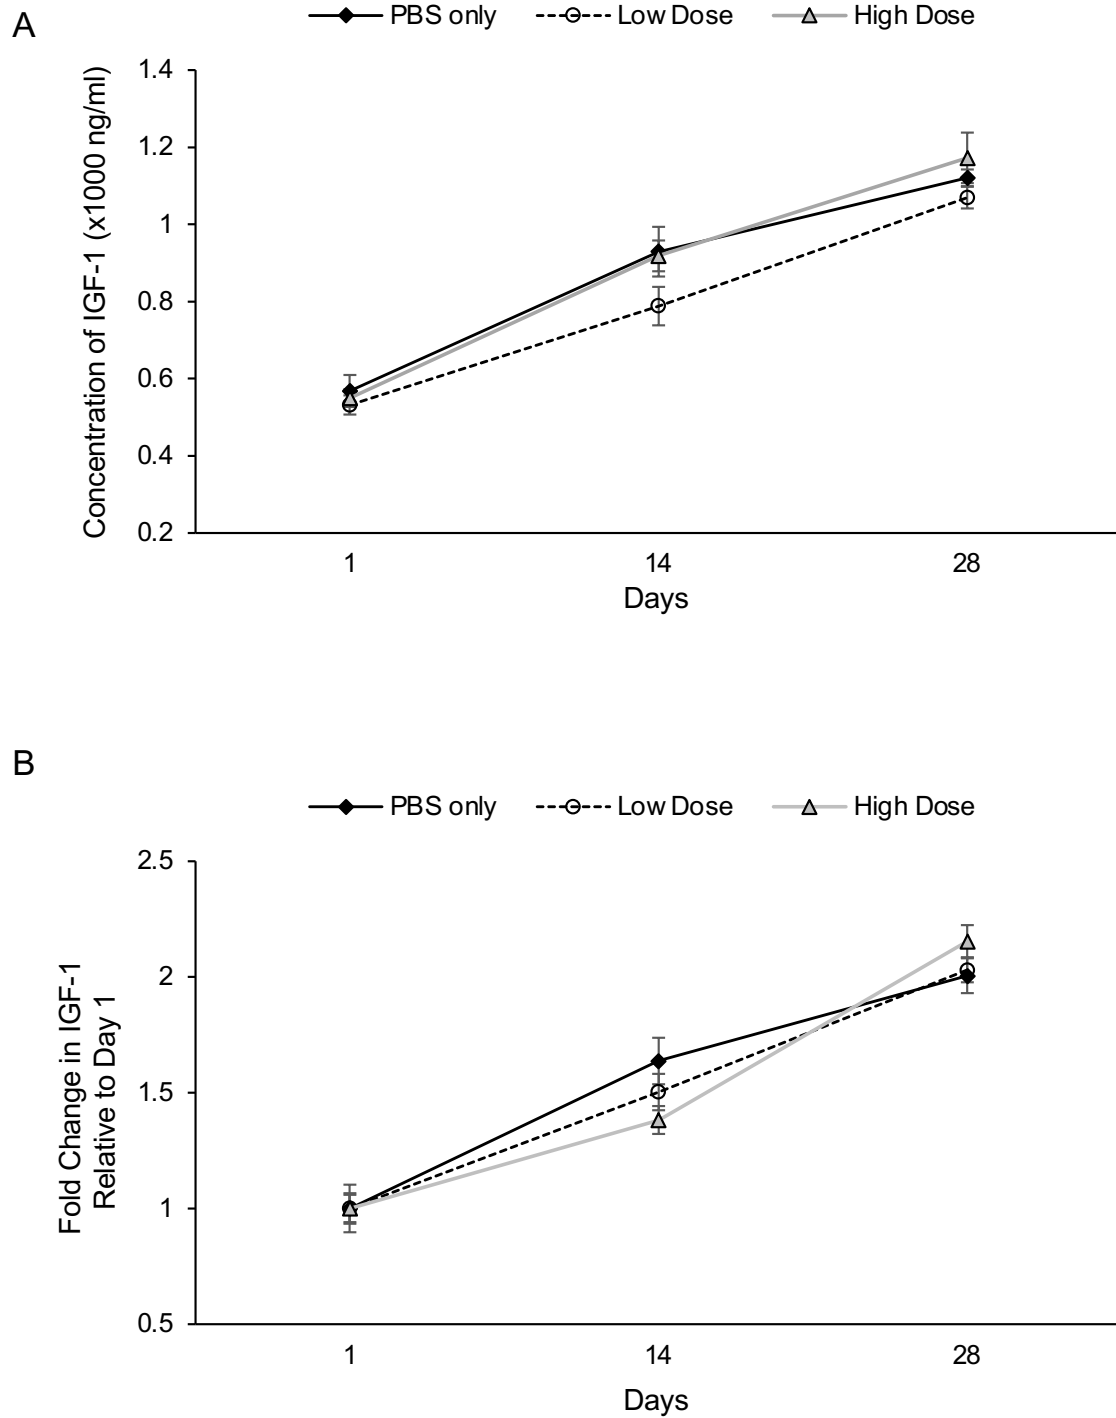 A
PBS only Low Dose High Dose
Concentration of IGF-1 (x1000 ng/ml)
1.4
1.2
1
0.8
0.6
0.4
0.2
1 14 28
Days
B
PBS only Low Dose High Dose
Fold Change in IGF-1
Relative to Day 1
2.5
2
1.5
1
0.5
1 14 28
Days